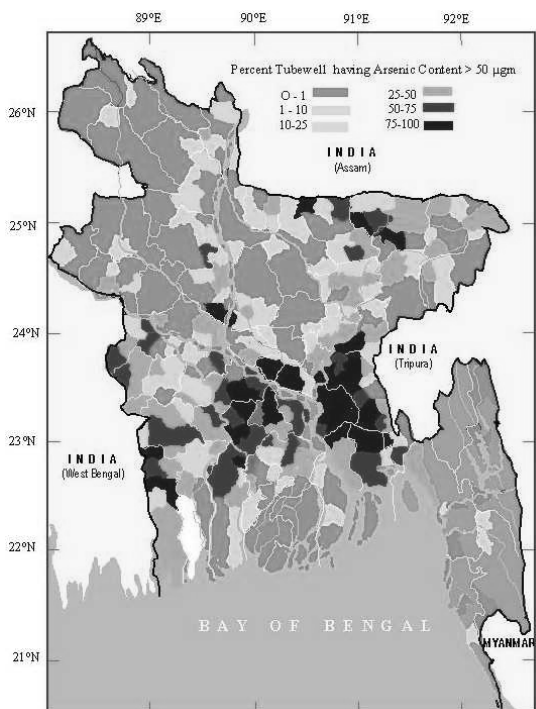 89°E 90°E 91°E 92°E
Percent Tubewell having Arsenic Content > 50 µgm
O - 1
1 - 10
10-25
25-50
50-75
75-100
26°N
INDIA
(Assam)
25°N
24°N
INDIA
(Tripura)
23°N
INDIA
(West Bengal)
22°N
BAY OF BENGAL
MYANMAR
21°N